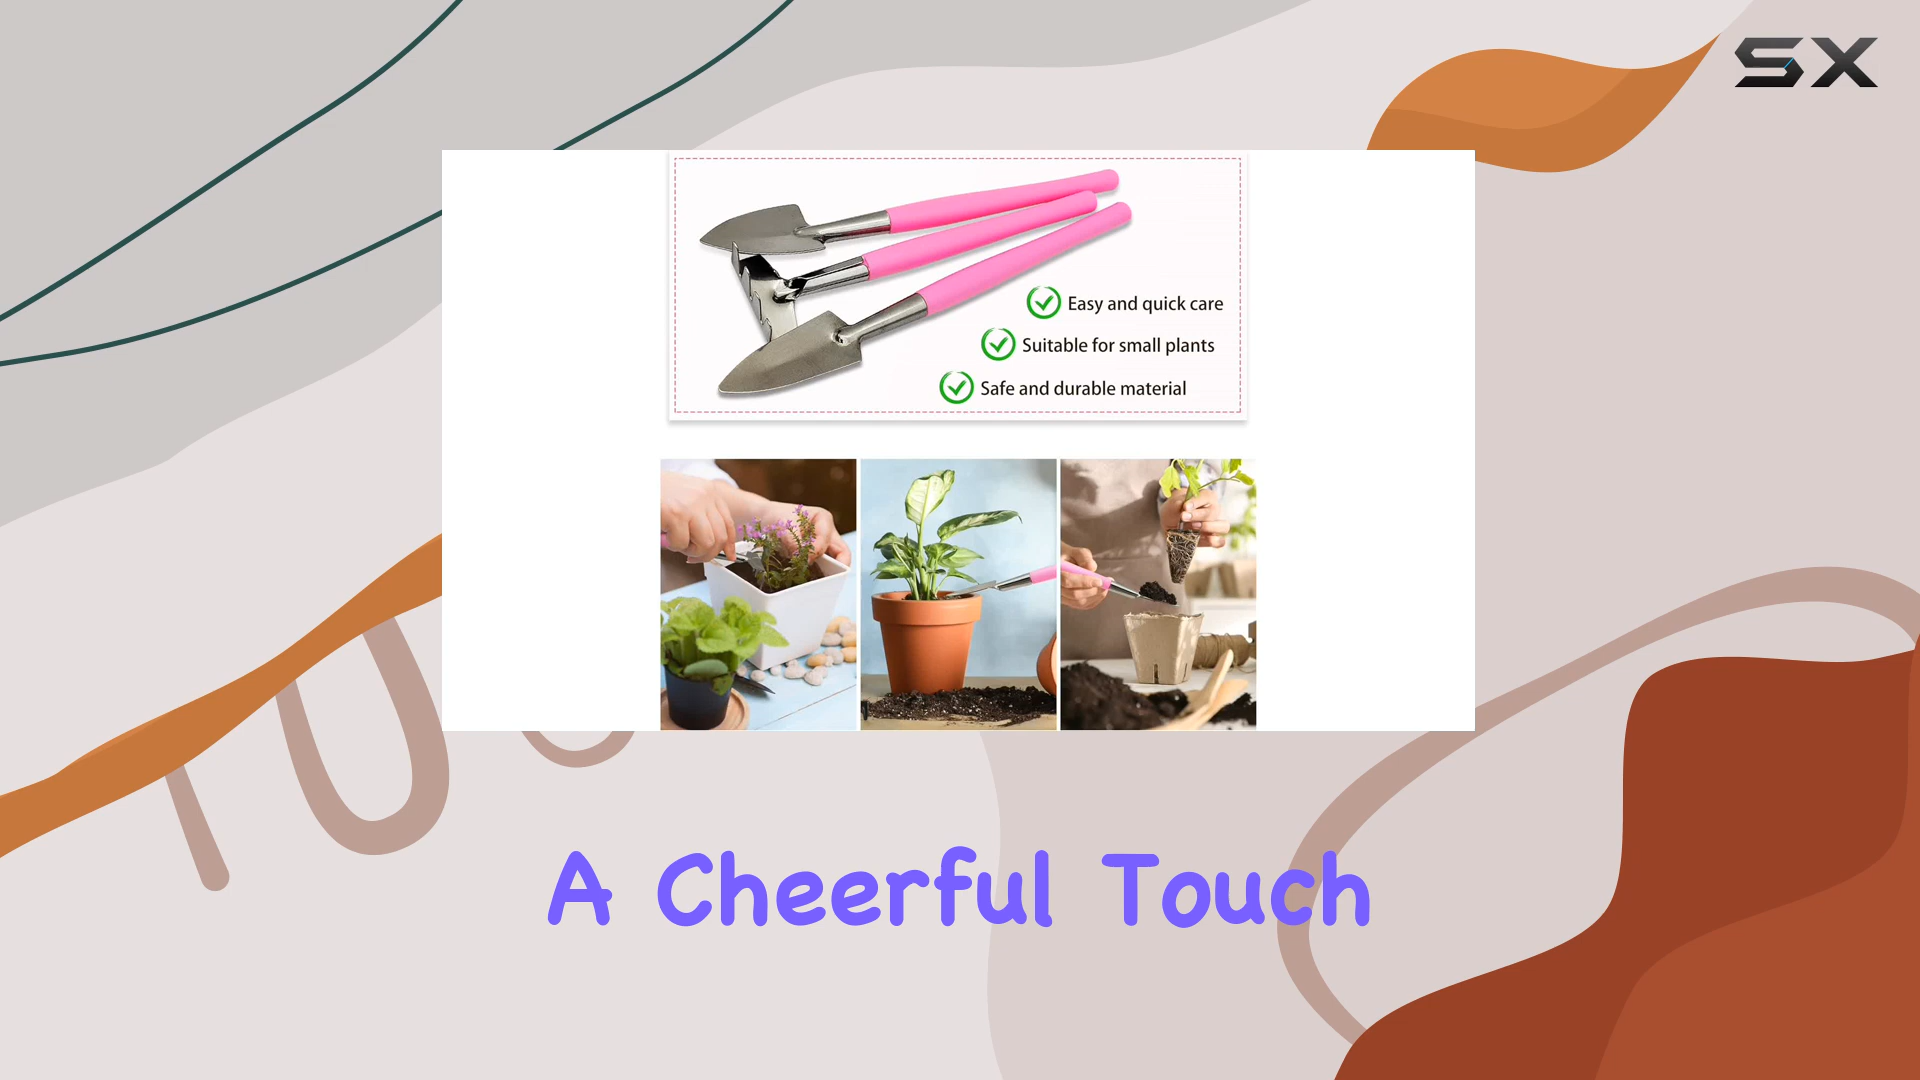 SX
Easy and quick care
Suitable for small plants
Safe and durable material
A Cheerful Touch